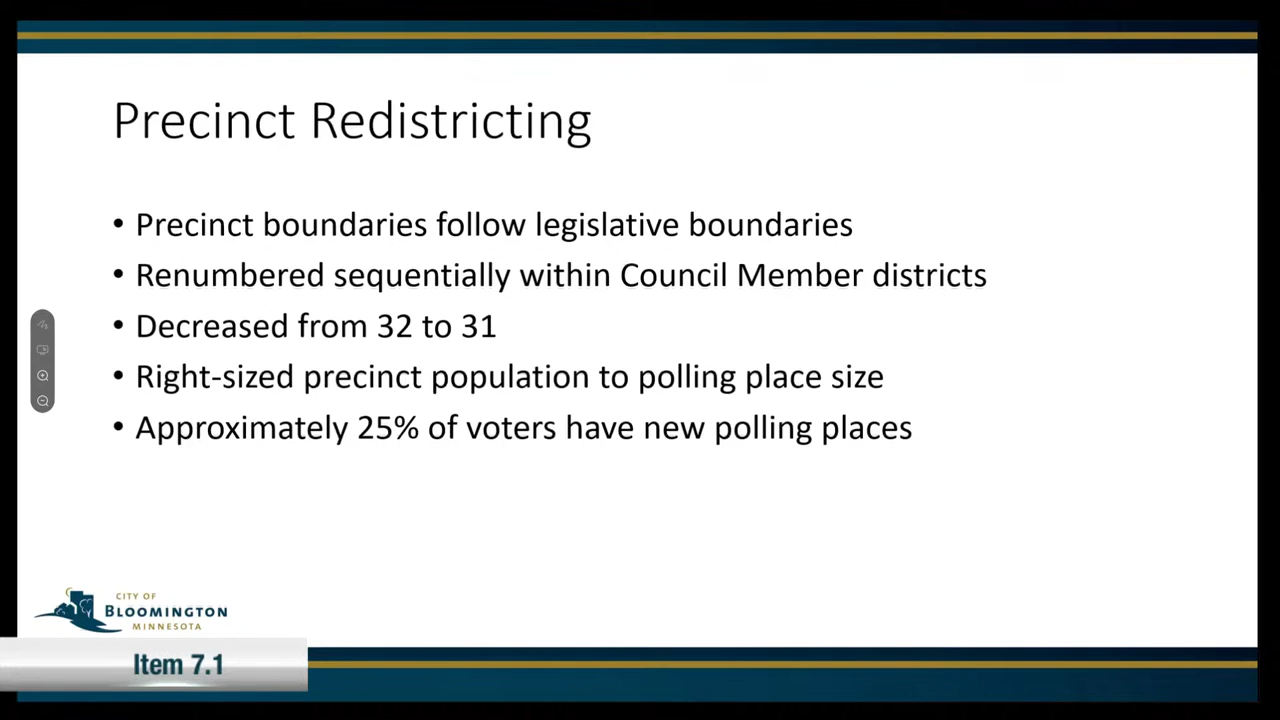 Precinct Redistricting
• Precinct boundaries follow legislative boundaries
• Renumbered sequentially within Council Member districts
• Decreased from 32 to 31
• Right-sized precinct population to polling place size
• Approximately 25% of voters have new polling places
CITY OF
BLOOMINGTON
MINNESOTA
Item 7.1